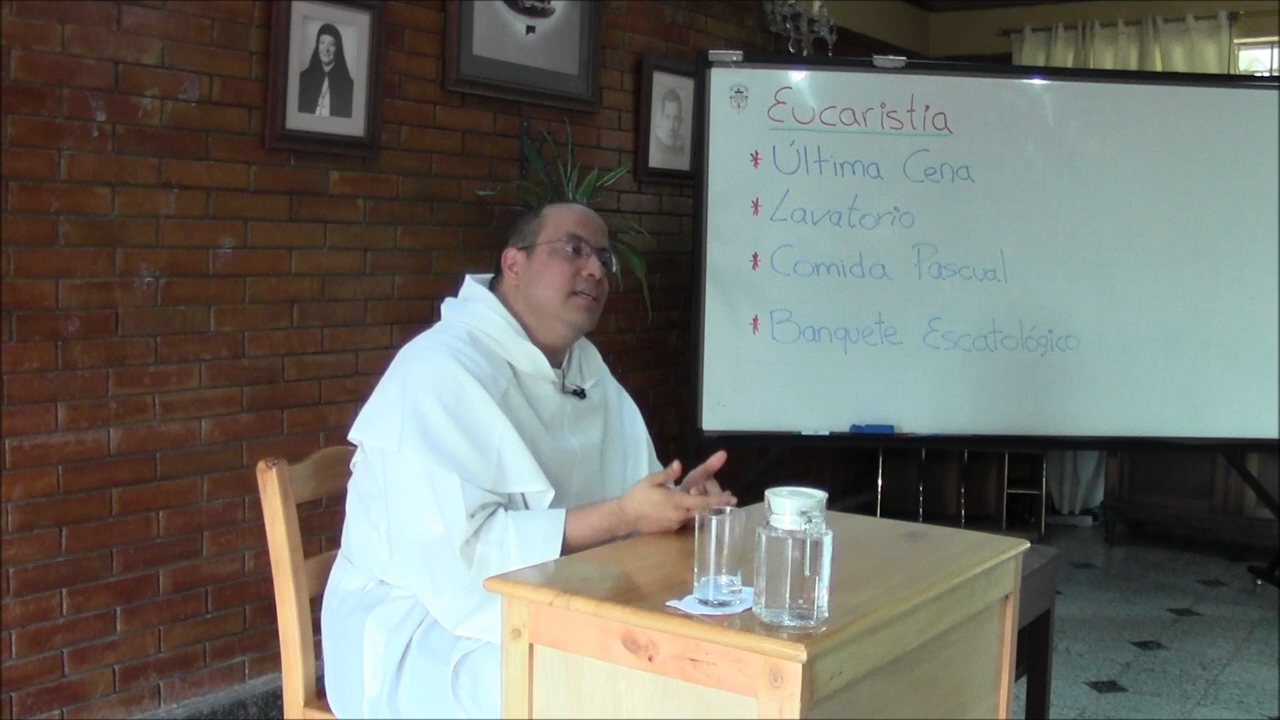 Eucaristía
* Última Cena
* Lavatorio
* Comida Pascual
* Banquete Escatológico